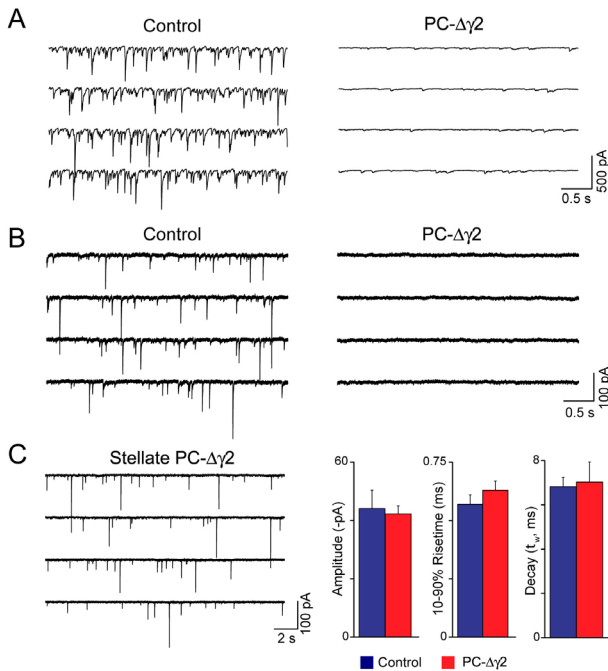 A
Control
PC-Δγ2
500 pA
0.5 s
B
Control
PC-Δγ2
100 pA
0.5 s
C
Stellate PC-Δγ2
100 pA
2 s
60
0
Amplitude (-pA)
0.75
0
10-90% Risetime (ms)
8
4
0
Decay (tw, ms)
Control
PC-Δγ2